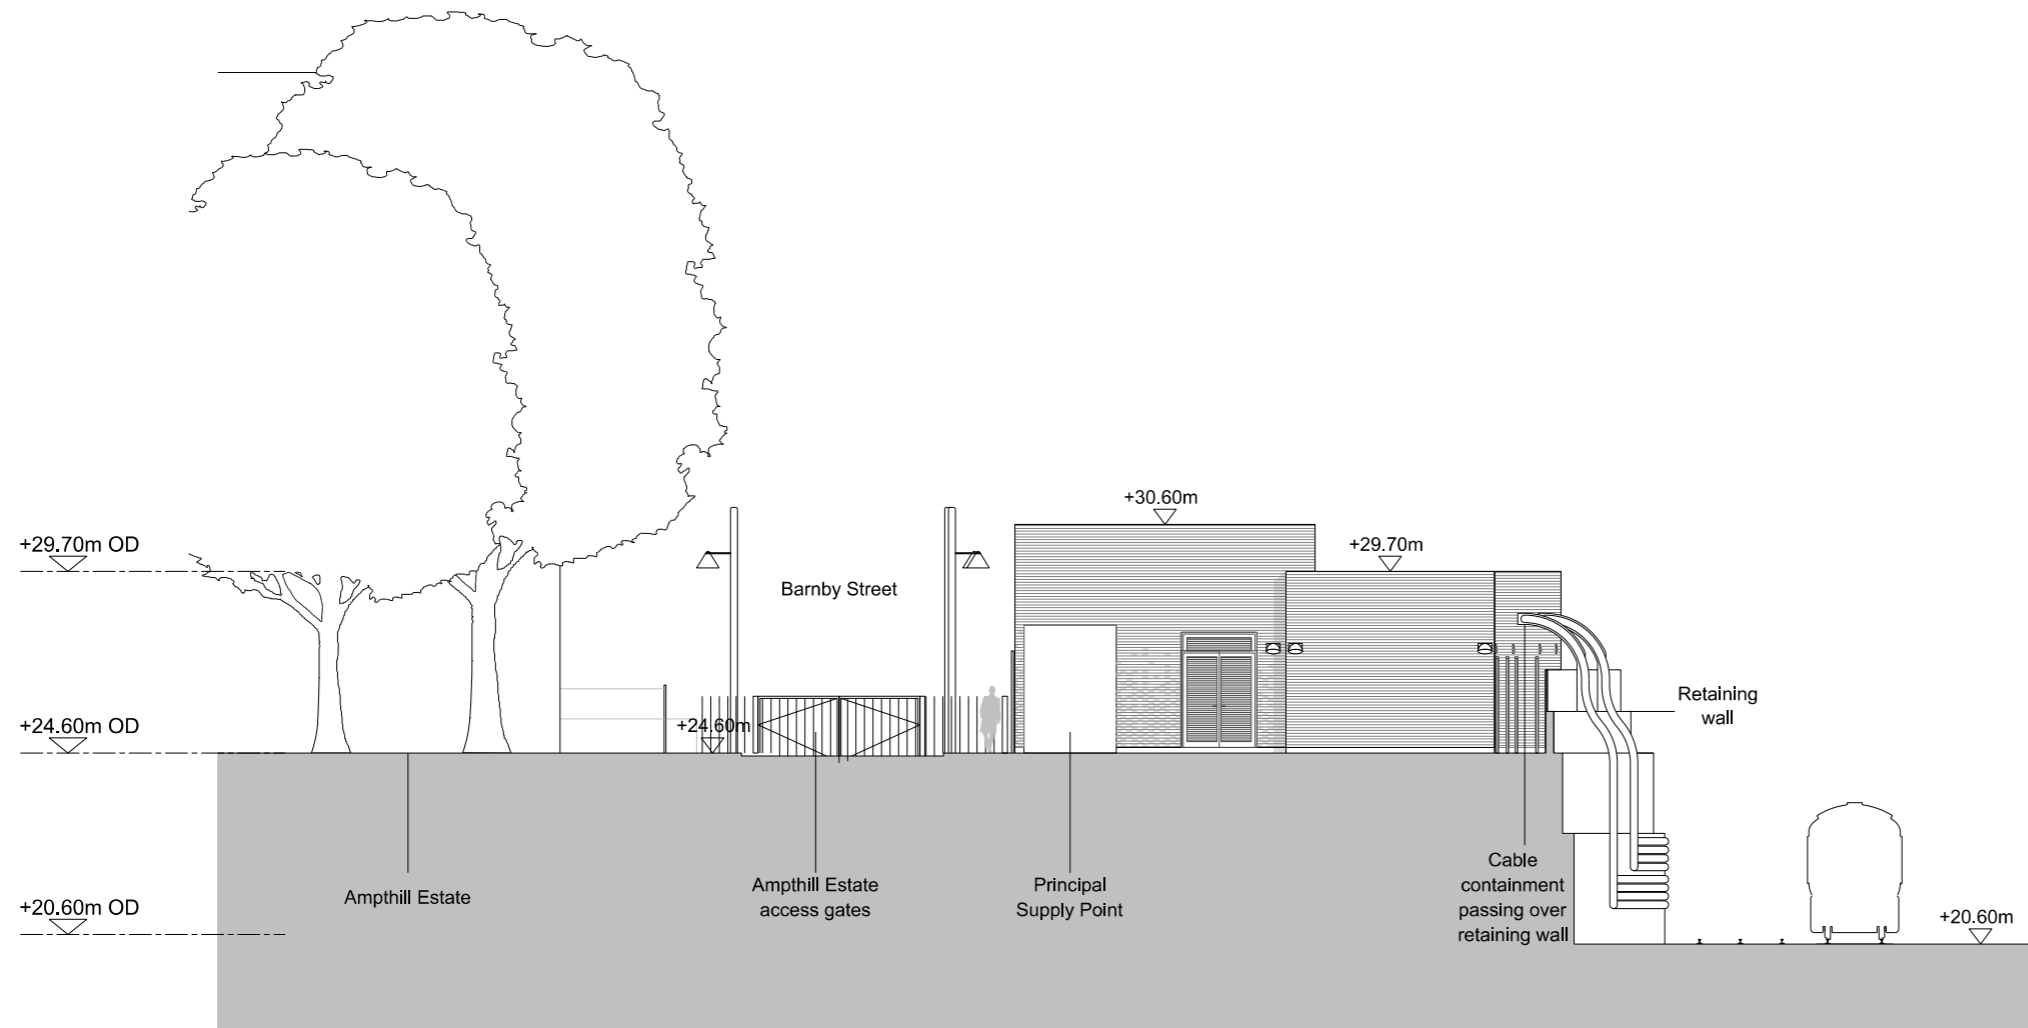 +30.60m
+29.70m OD
+29.70m
Barnby Street
Retaining
wall
+24.60m OD
+24.60m
Cable
containment
passing over
retaining wall
Ampthill Estate
Ampthill Estate
access gates
Principal
Supply Point
+20.60m OD
+20.60m